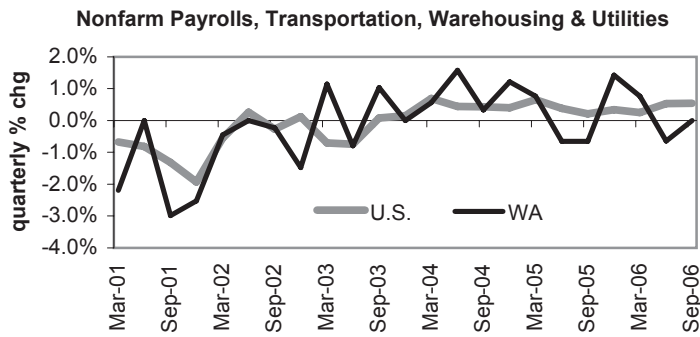 Nonfarm Payrolls, Transportation, Warehousing & Utilities
quarterly % chg
2.0%
1.0%
0.0%
-1.0%
-2.0%
-3.0%
-4.0%
U.S.
WA
Mar-01
Sep-01
Mar-02
Sep-02
Mar-03
Sep-03
Mar-04
Sep-04
Mar-05
Sep-05
Mar-06
Sep-06